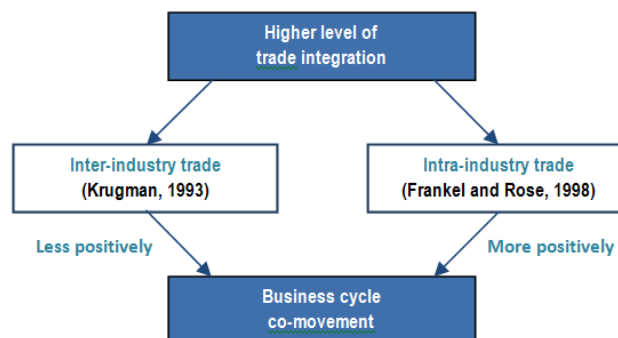 Higher level of
trade integration
Inter-industry trade
(Krugman, 1993)
Intra-industry trade
(Frankel and Rose, 1998)
Less positively
More positively
Business cycle
co-movement